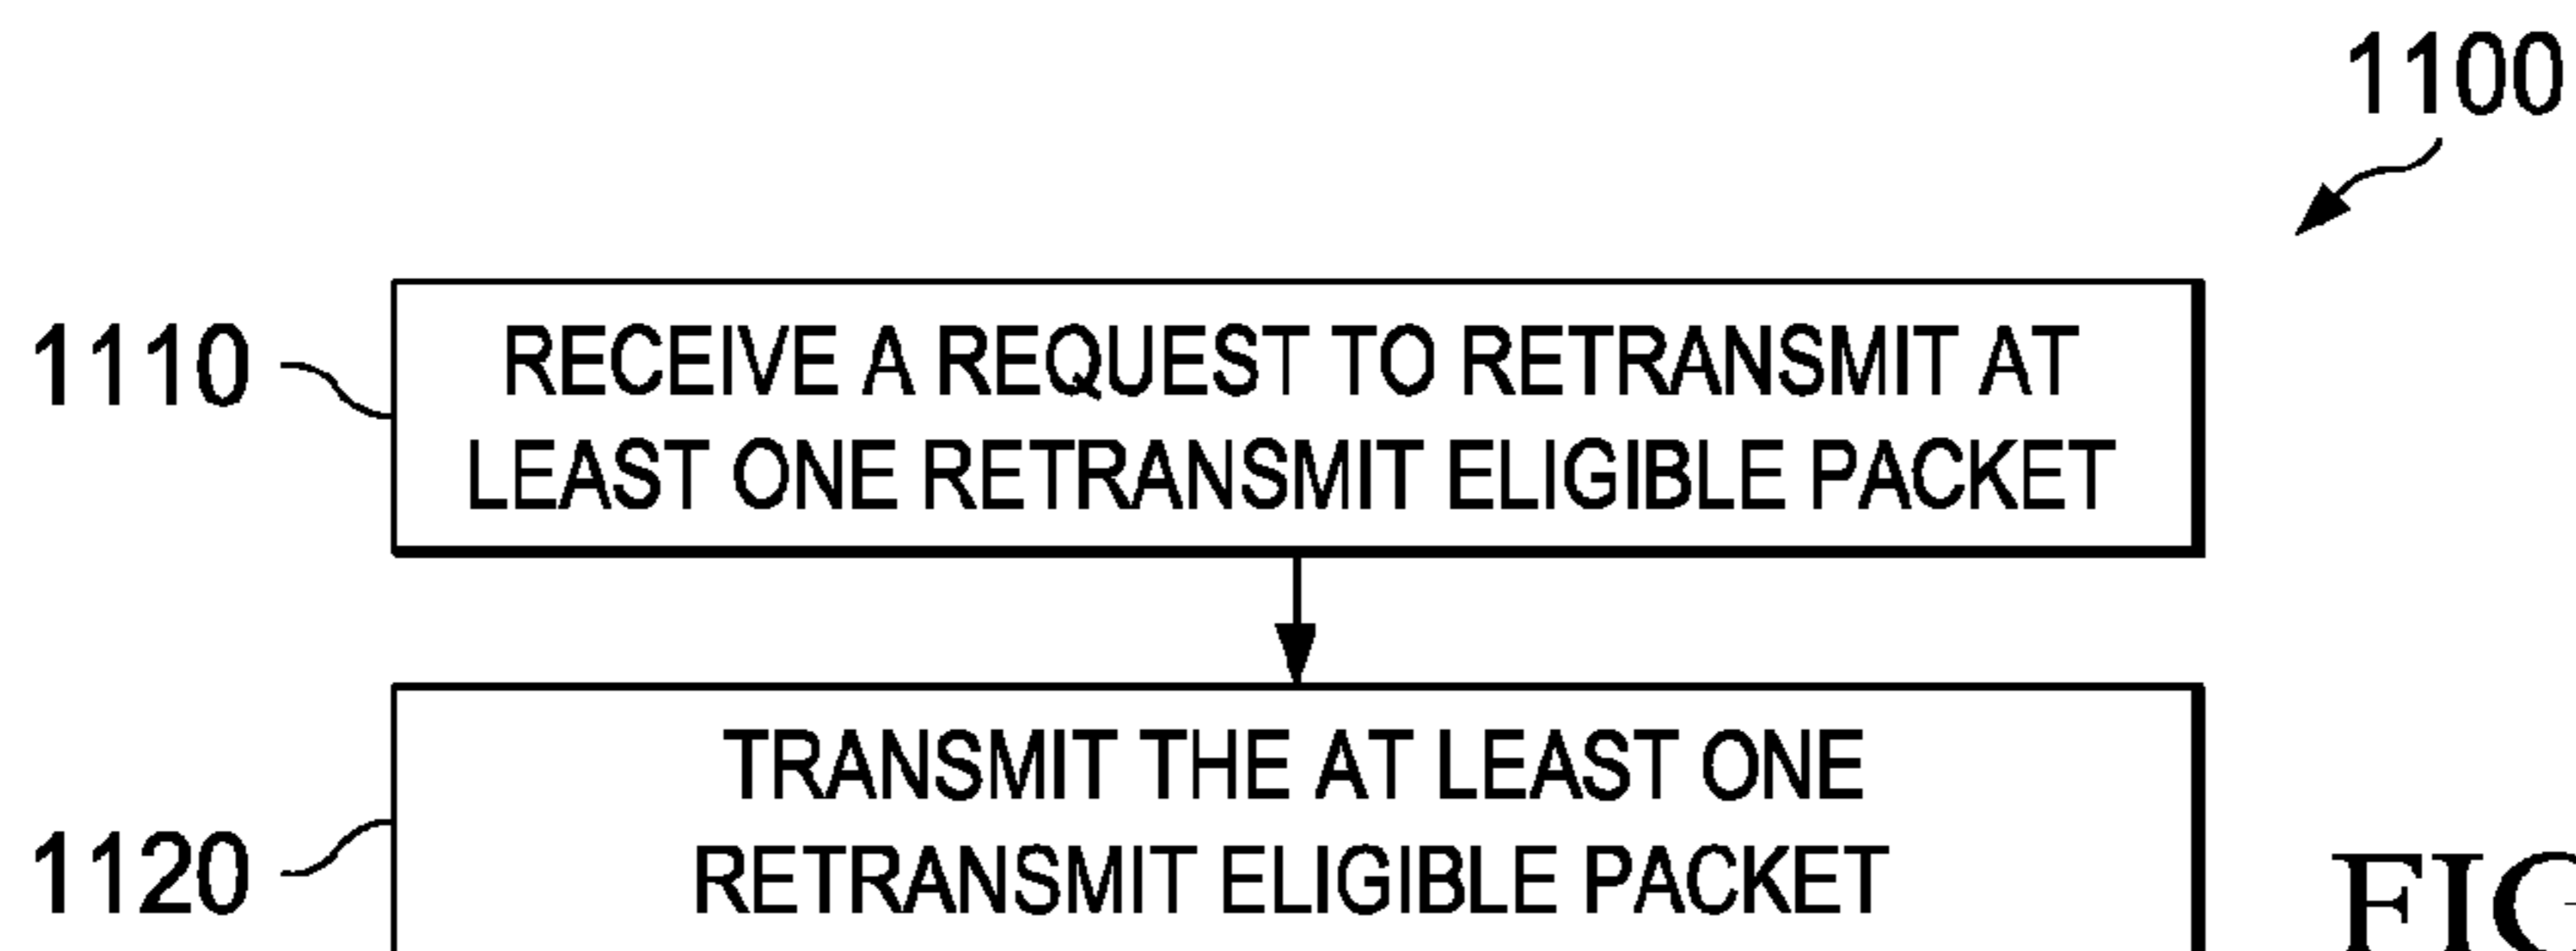 1100
1110
RECEIVE A REQUEST TO RETRANSMIT AT
LEAST ONE RETRANSMIT ELIGIBLE PACKET
TRANSMIT THE AT LEAST ONE
1120
RETRANSMIT ELIGIBLE PACKET